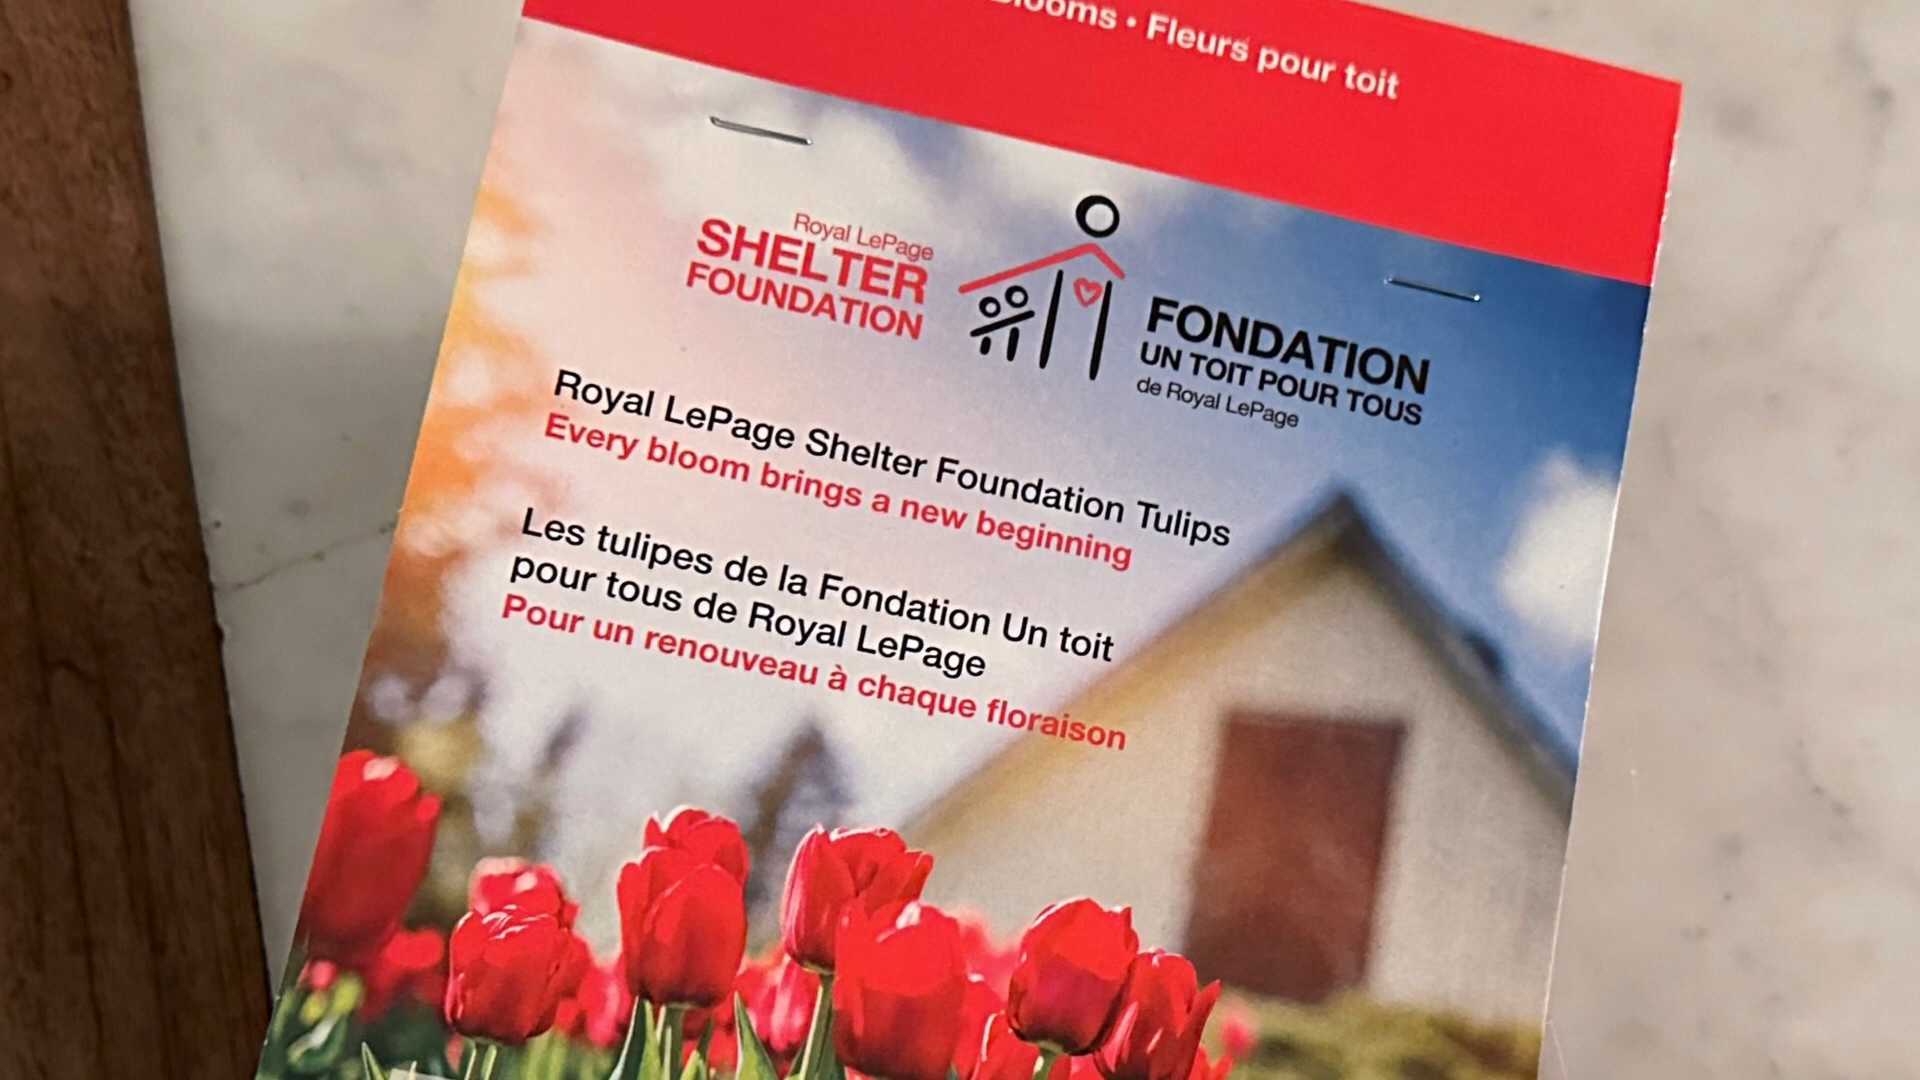 Blooms • Fleurs pour toit
Royal LePage
SHELTER
FOUNDATION
FONDATION
UN TOIT POUR TOUS
de Royal LePage
Royal LePage Shelter Foundation Tulips
Every bloom brings a new beginning
Les tulipes de la Fondation Un toit
pour tous de Royal LePage
Pour un renouveau à chaque floraison